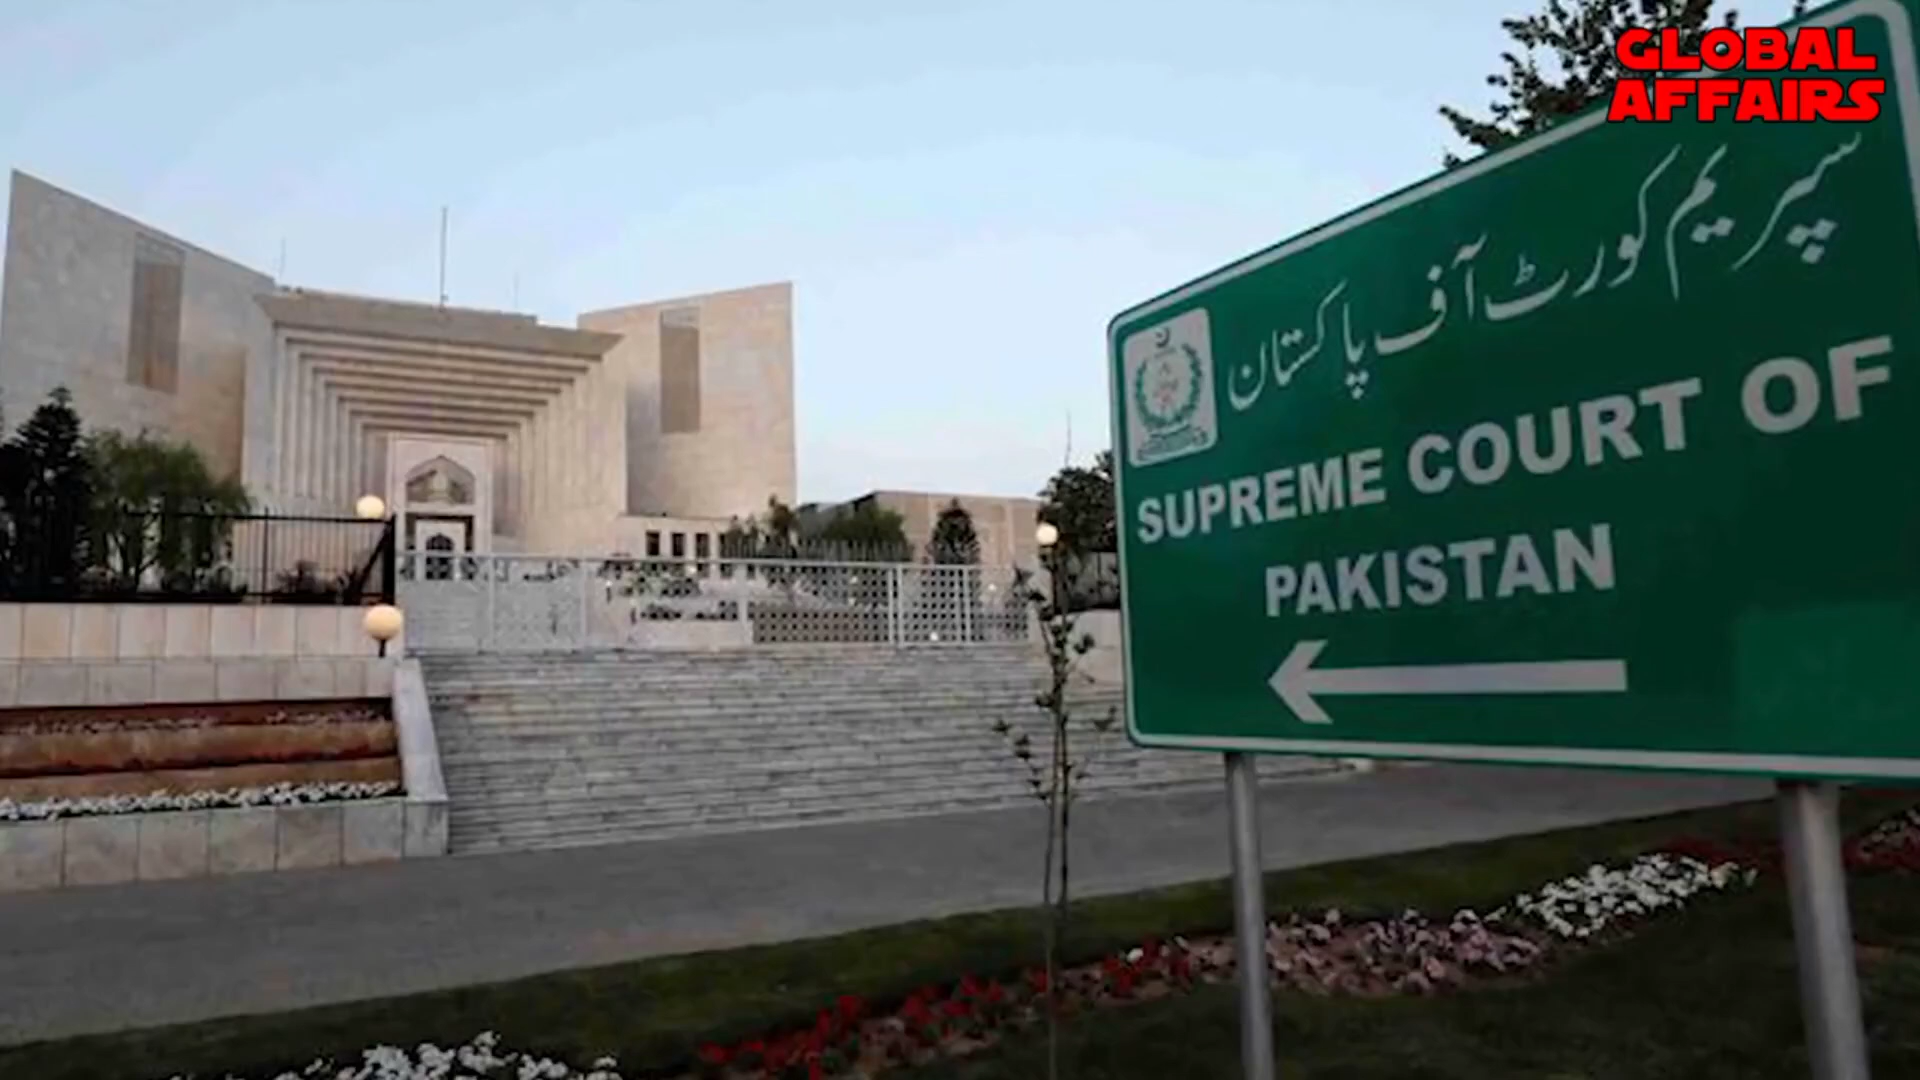 GLOBAL
AFFAIRS
سپریم کورٹ آف پاکستان
SUPREME COURT OF
PAKISTAN